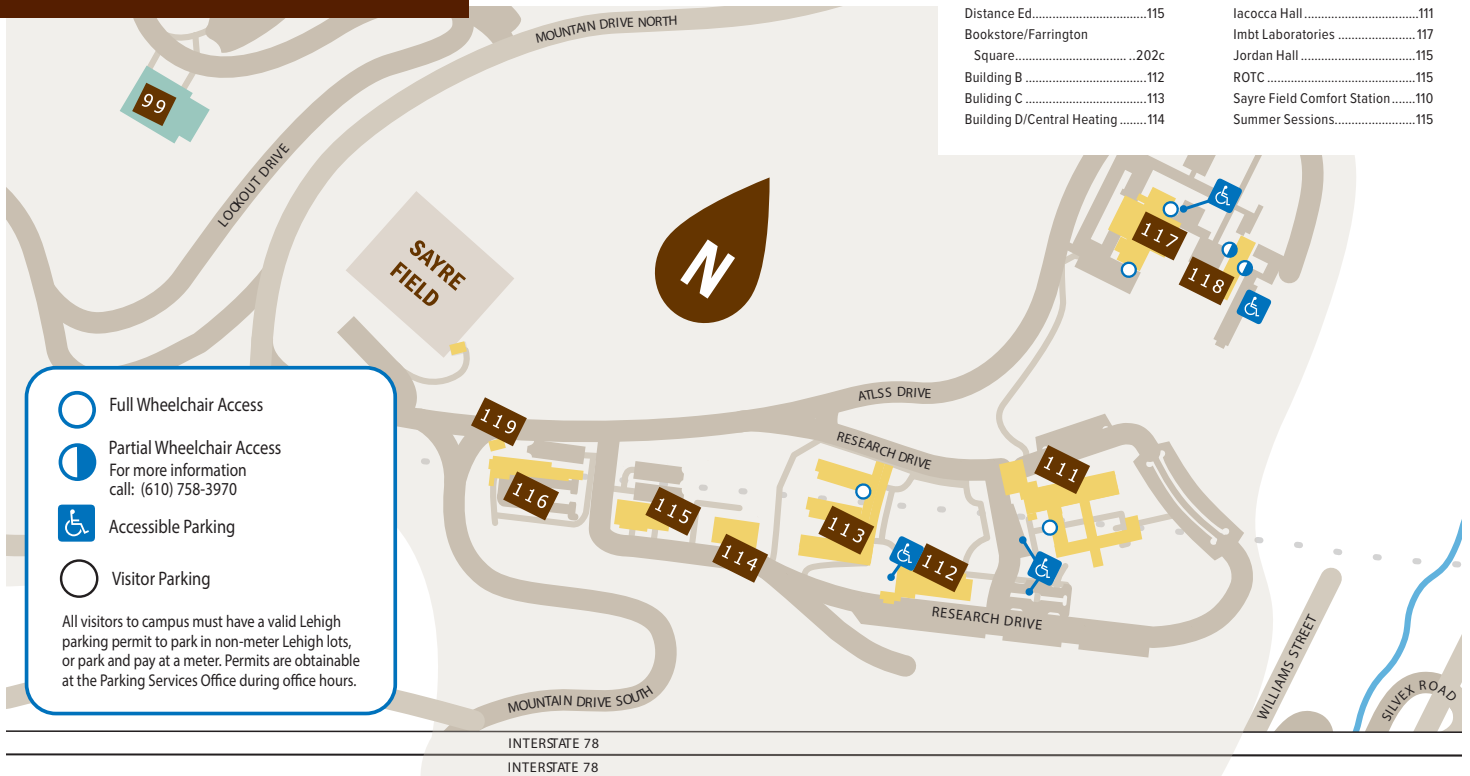 Distance Ed................................115
Bookstore/Farrington
Square............................... ..202c
Building B ..................................112
Buliding C ..................................113
Building D/Central Heating ........114
Iacocca Hall ................................111
Imbt Laboratories ......................117
Jordan Hall .................................115
ROTC ..........................................115
Sayre Field Comfort Station.......110
Summer Sessions.......................115
MOUNTAIN DRIVE NORTH
99
LOCKOUT DRIVE
SAYRE
FIELD
N
117
118
ATLSS DRIVE
RESEARCH DRIVE
119
116
115
114
113
112
111
RESEARCH DRIVE
Full Wheelchair Access
Partial Wheelchair Access
For more information
call: (610) 758-3970
Accessible Parking
Visitor Parking
All visitors to campus must have a valid Lehigh
parking permit to park in non-meter Lehigh lots,
or park and pay at a meter. Permits are obtainable
at the Parking Services Office during office hours.
MOUNTAIN DRIVE SOUTH
WILLIAMS STREET
SILVEX ROAD
INTERSTATE 78
INTERSTATE 78